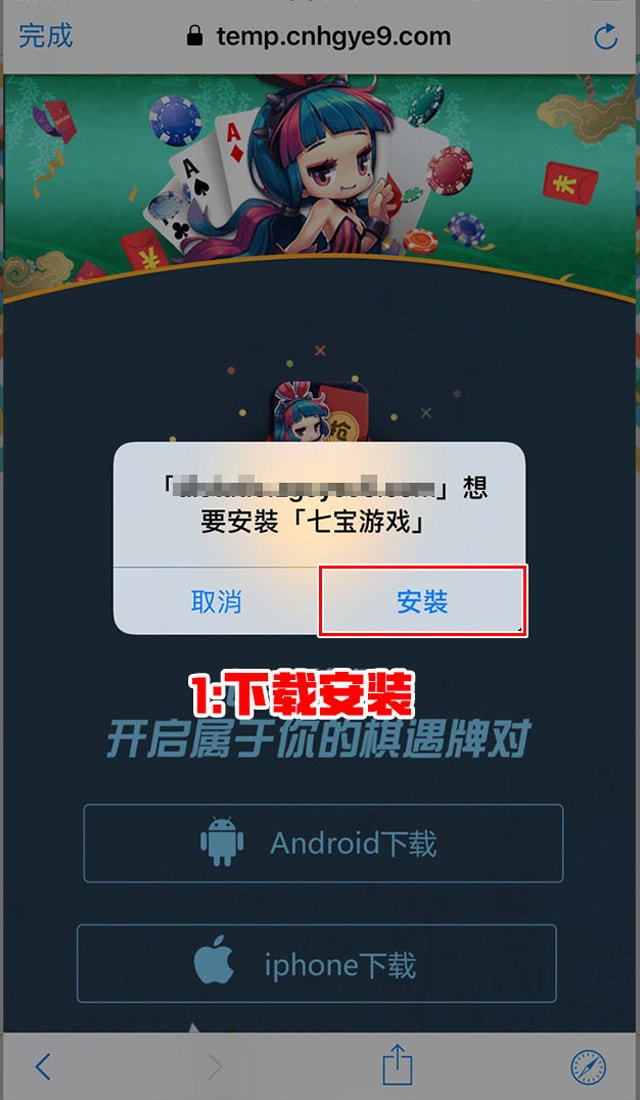 完成
temp.cnhgye9.com
A
A
抢
「」想
要安裝「七宝游戏」
取消
安裝
1:下载安装
开启属于你的棋遇牌对
Android下载
iphone下载